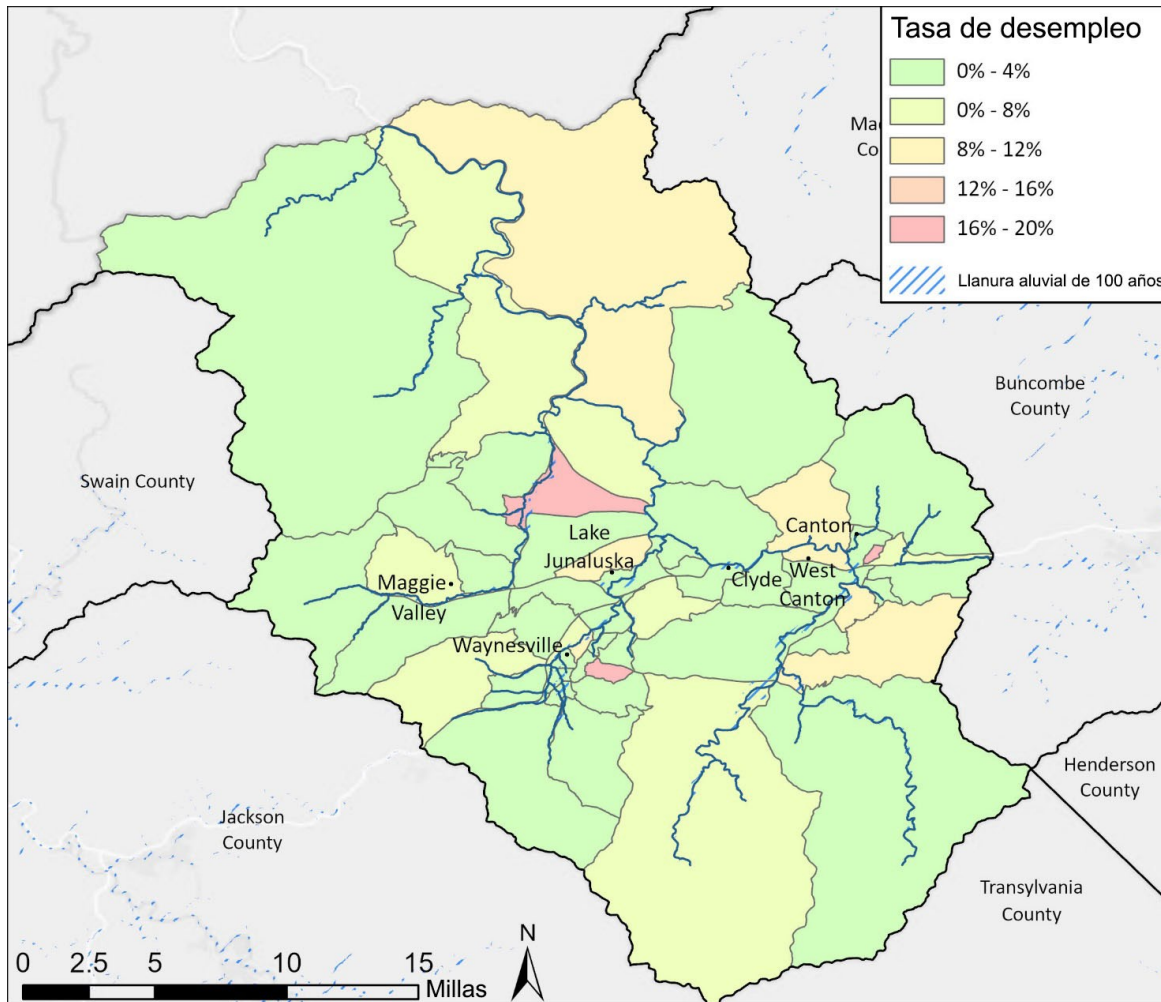 Tasa de desempleo
0% - 4%
0% - 8%
8% - 12%
12% - 16%
16% - 20%
Llanura aluvial de 100 años
Buncombe
County
Swain County
Canton
Lake
Junaluska
Maggie
Valley
Clyde
West
Canton
Waynesville
Henderson
County
Jackson
County
Transylvania
County
N
0 2.5 5 10 15
Millas